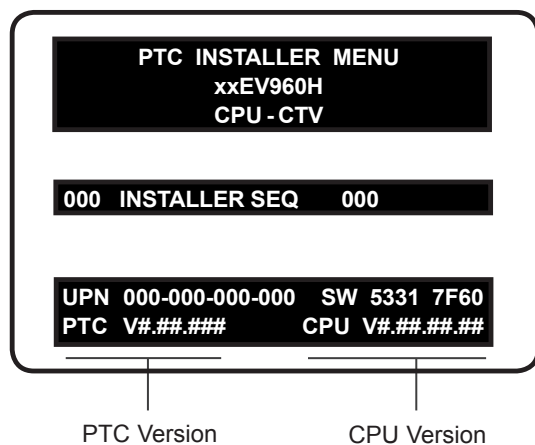 PTC INSTALLER MENU
xxEV960H
CPU - CTV
000 INSTALLER SEQ 000
UPN 000-000-000-000 SW 5331 7F60
PTC V#.##.### CPU V#.##.##.##
PTC Version CPU Version